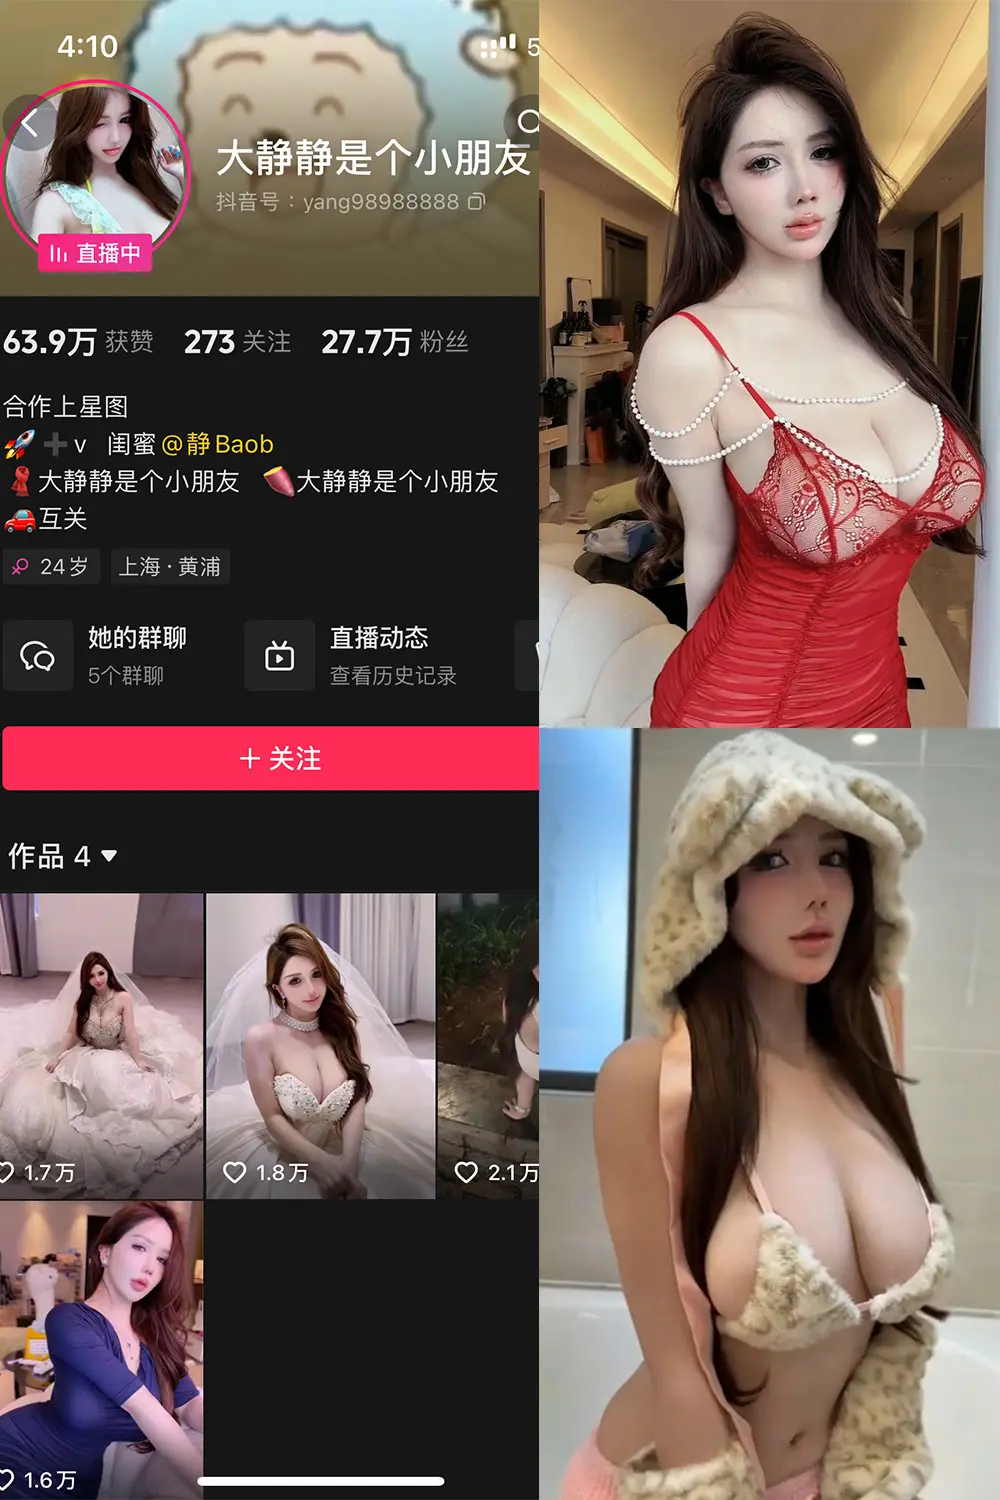 4:10
5
大静静是个小朋友
抖音号：yang98988888
直播中
63.9万 获赞 273 关注 27.7万 粉丝
合作上星图
🚀➕v 闺蜜@静Baob
🧣大静静是个小朋友 🍠大静静是个小朋友
🚗互关
♀ 24岁 上海·黄浦
她的群聊 直播动态
5个群聊 查看历史记录
+ 关注
作品 4
1.7万 1.8万 2.1万
1.6万